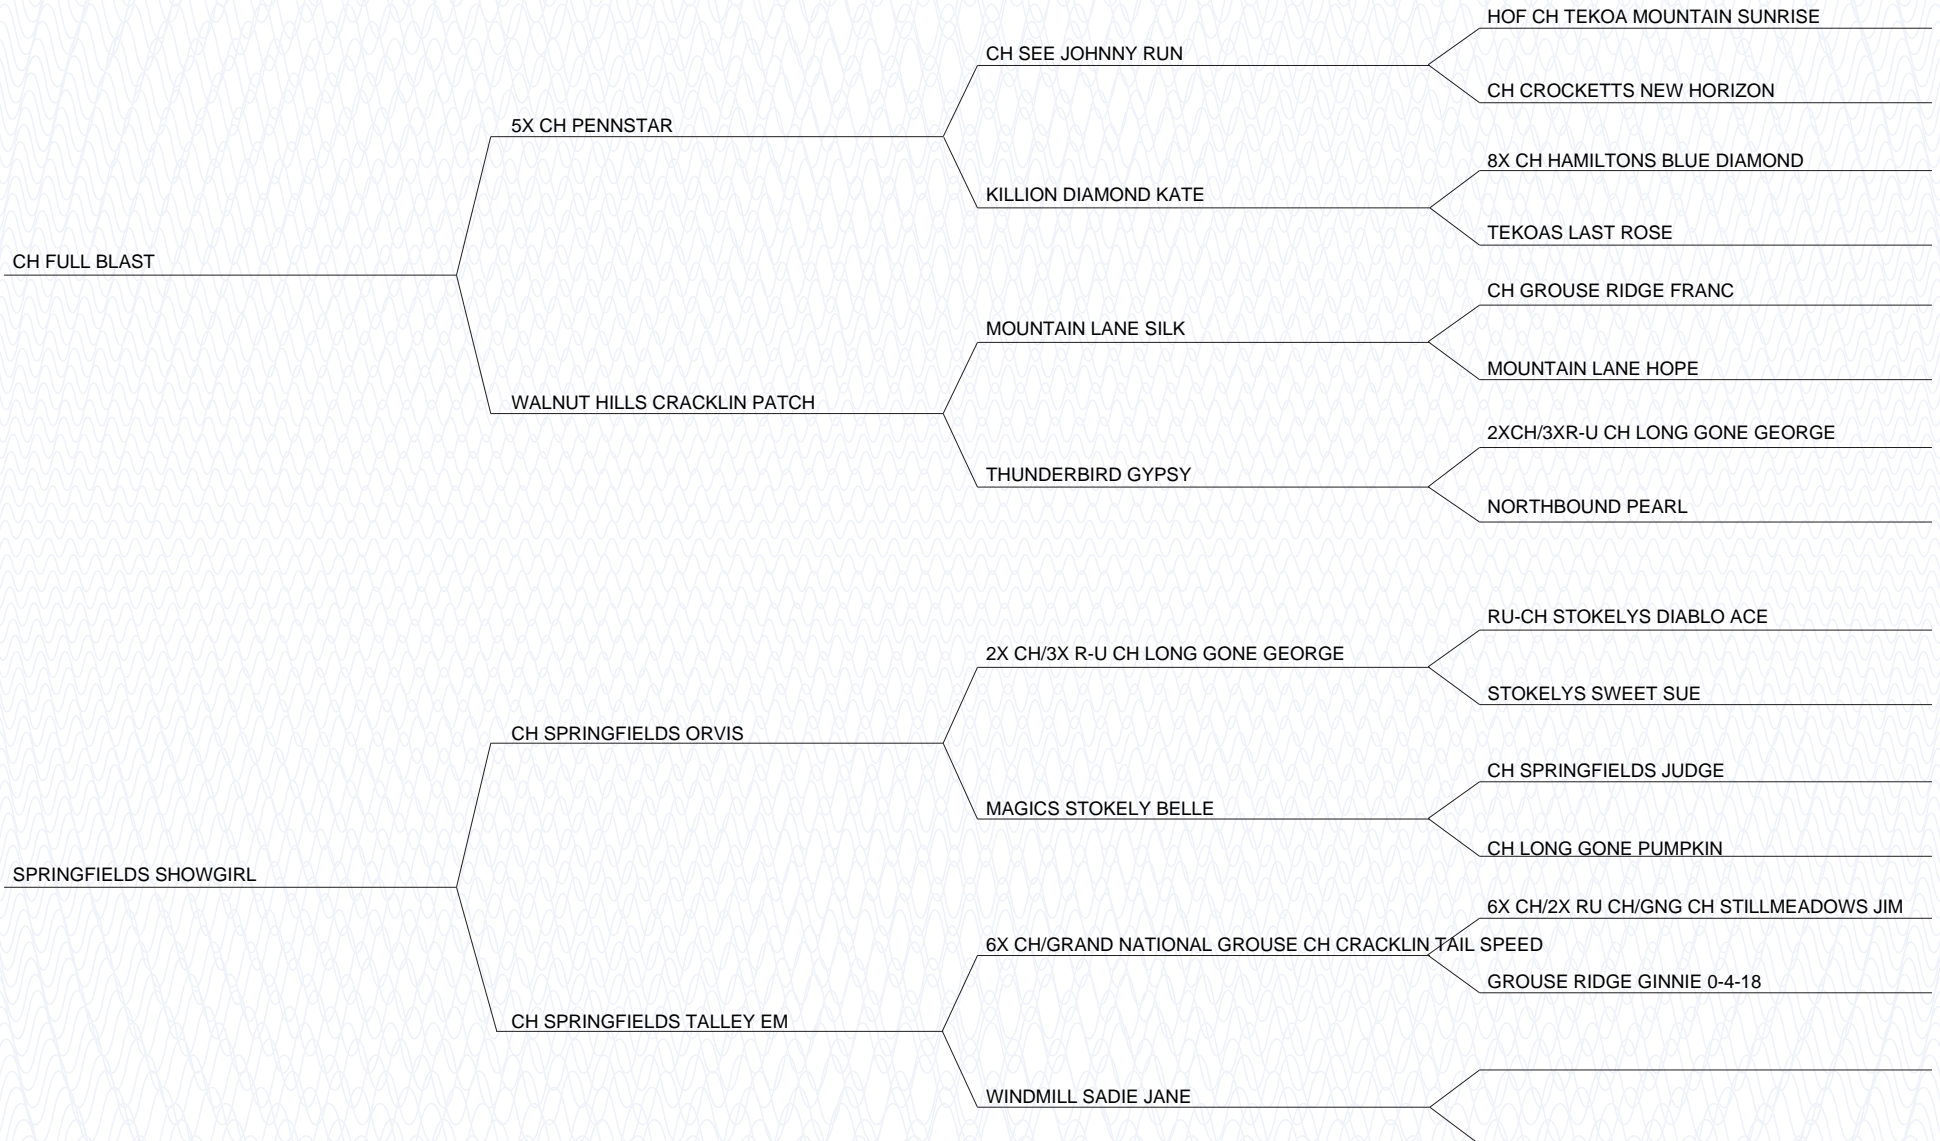 HOF CH TEKOA MOUNTAIN SUNRISE
CH SEE JOHNNY RUN
CH CROCKETTS NEW HORIZON
5X CH PENNSTAR
8X CH HAMILTONS BLUE DIAMOND
KILLION DIAMOND KATE
TEKOAS LAST ROSE
CH FULL BLAST
CH GROUSE RIDGE FRANC
MOUNTAIN LANE SILK
MOUNTAIN LANE HOPE
WALNUT HILLS CRACKLIN PATCH
2XCH/3XR-U CH LONG GONE GEORGE
THUNDERBIRD GYPSY
NORTHBOUND PEARL
RU-CH STOKELYS DIABLO ACE
2X CH/3X R-U CH LONG GONE GEORGE
STOKELYS SWEET SUE
CH SPRINGFIELDS ORVIS
CH SPRINGFIELDS JUDGE
MAGICS STOKELY BELLE
CH LONG GONE PUMPKIN
SPRINGFIELDS SHOWGIRL
6X CH/2X RU CH/GNG CH STILLMEADOWS JIM
6X CH/GRAND NATIONAL GROUSE CH CRACKLIN TAIL SPEED
GROUSE RIDGE GINNIE 0-4-18
CH SPRINGFIELDS TALLEY EM
WINDMILL SADIE JANE